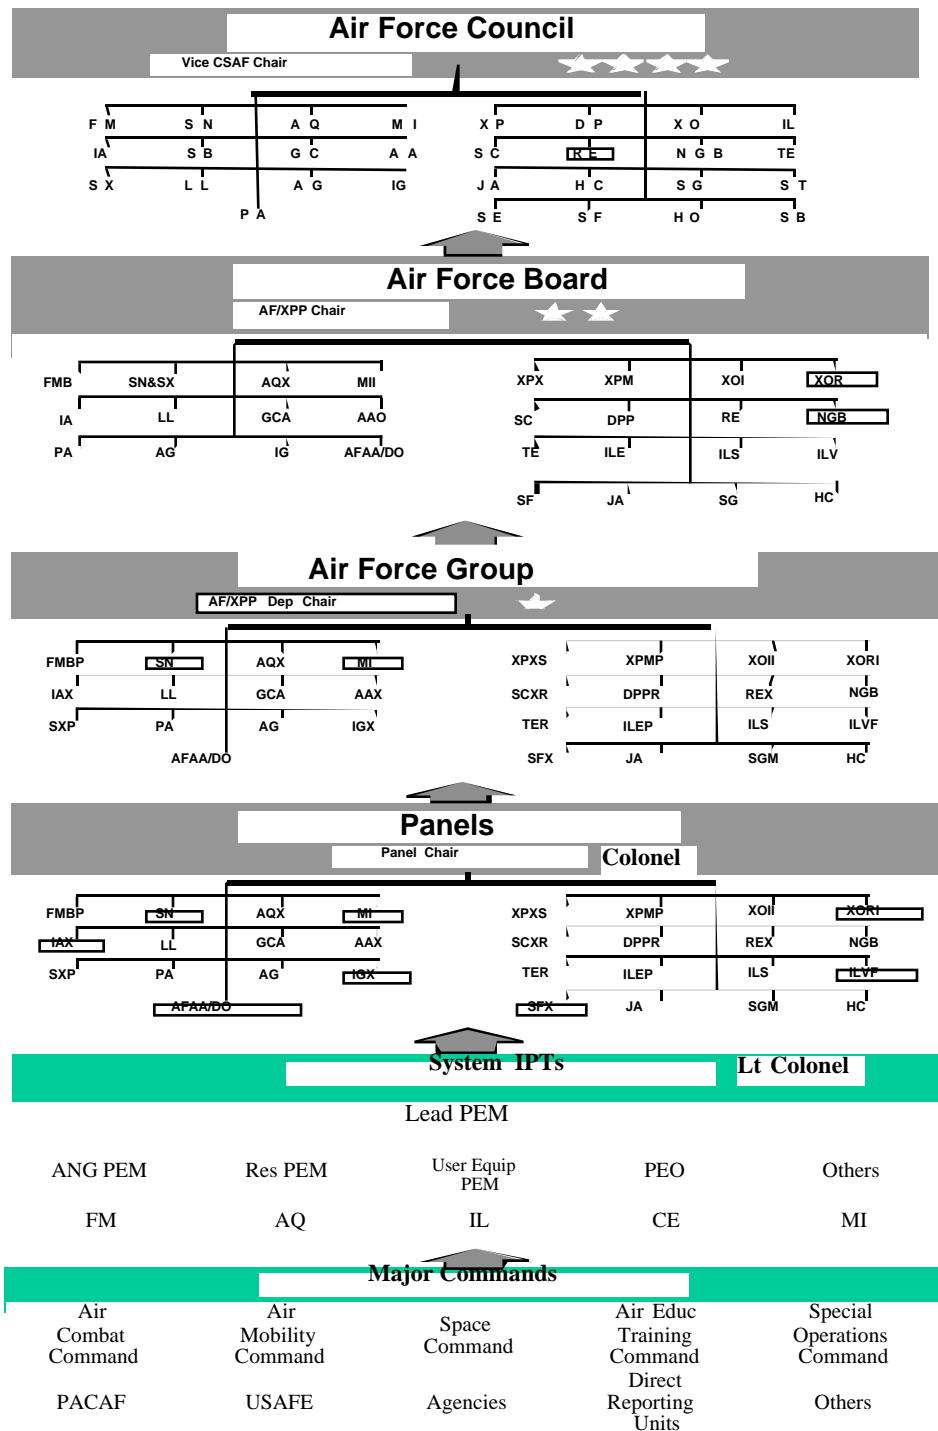 Air Force Council
Vice CSAF Chair
F M S N A Q M I X P D P X O IL
IA S B G C A A S C R E N G B TE
S X L L A G IG J A H C S G S T
P A S E S F H O S B
Air Force Board
AF/XPP Chair
FMB SN&SX AQX MII XPX XPM XOI XOR
IA LL GCA AAO SC DPP RE NGB
PA AG IG AFAA/DO TE ILE ILS ILV
SF JA SG HC
Air Force Group
AF/XPP Dep Chair
FMBP SN AQX MI XPXS XPMP XOII XORI
IAX LL GCA AAX SCXR DPPR REX NGB
SXP PA AG IGX TER ILEP ILS ILVF
AFAA/DO SFX JA SGM HC
Panels
Panel Chair Colonel
FMBP SN AQX MI XPXS XPMP XOII XORI
IAX LL GCA AAX SCXR DPPR REX NGB
SXP PA AG IGX TER ILEP ILS ILVF
AFAA/DO SFX JA SGM HC
System IPTs Lt Colonel
Lead PEM
ANG PEM Res PEM User Equip PEO Others
PEM
FM AQ IL CE MI
Major Commands
Air Air Space Air Educ Special
Combat Mobility Command Training Operations
Command Command Command Command
PACAF USAFE Agencies Direct Others
Reporting
Units